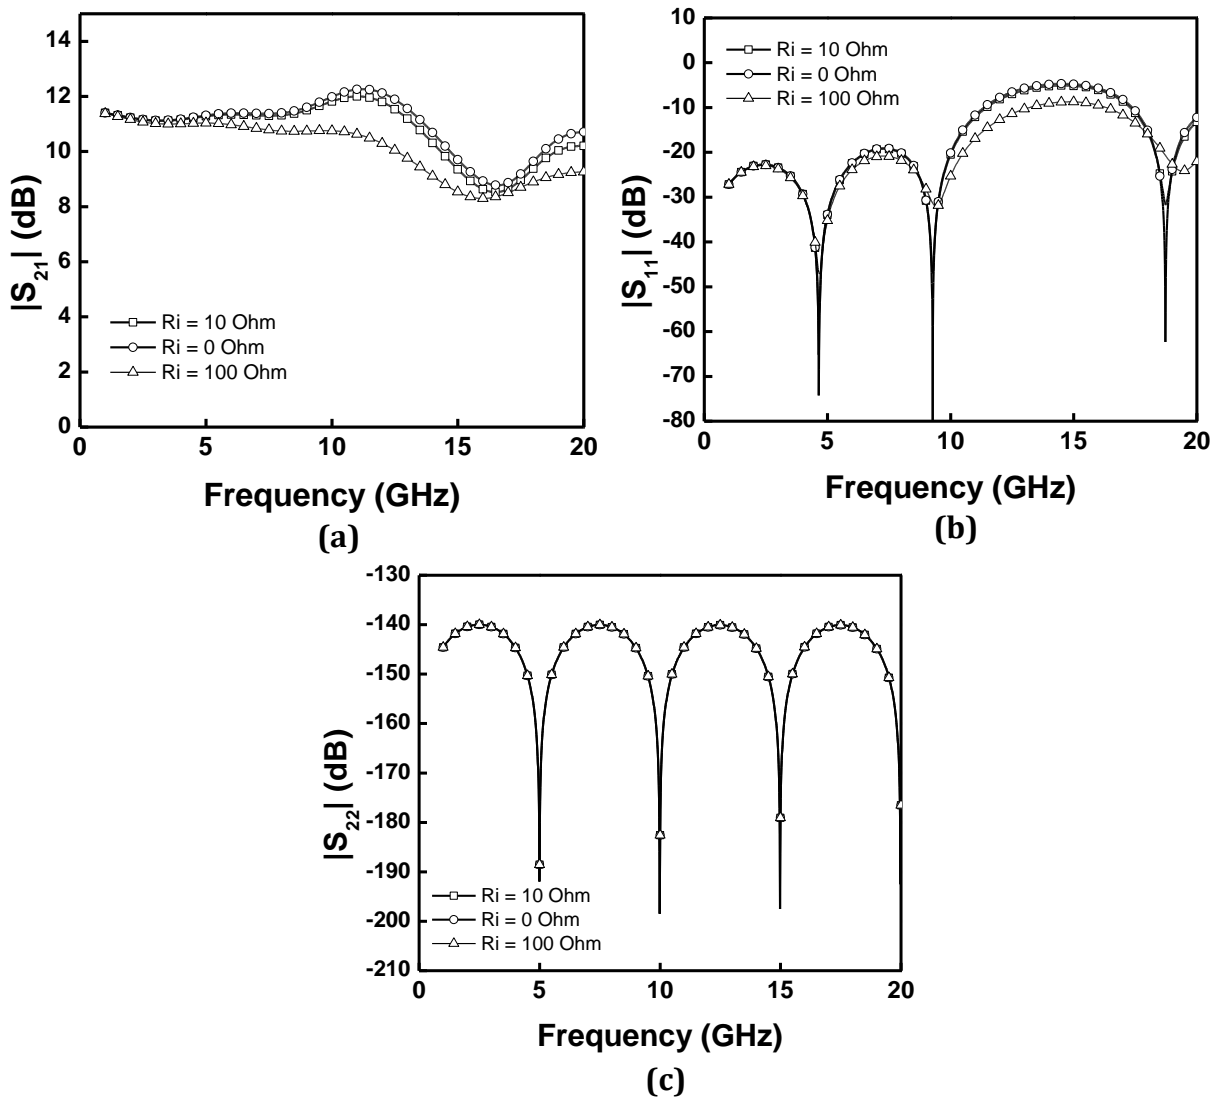 14
12
10
8
6
4
2
0
|S21| (dB)
Ri = 10 Ohm
Ri = 0 Ohm
Ri = 100 Ohm
0 5 10 15 20
Frequency (GHz)
(a)
10
0
-10
-20
-30
-40
-50
-60
-70
-80
|S11| (dB)
Ri = 10 Ohm
Ri = 0 Ohm
Ri = 100 Ohm
0 5 10 15 20
Frequency (GHz)
(b)
-130
-140
-150
-160
-170
-180
-190
-200
-210
|S22| (dB)
Ri = 10 Ohm
Ri = 0 Ohm
Ri = 100 Ohm
0 5 10 15 20
Frequency (GHz)
(c)